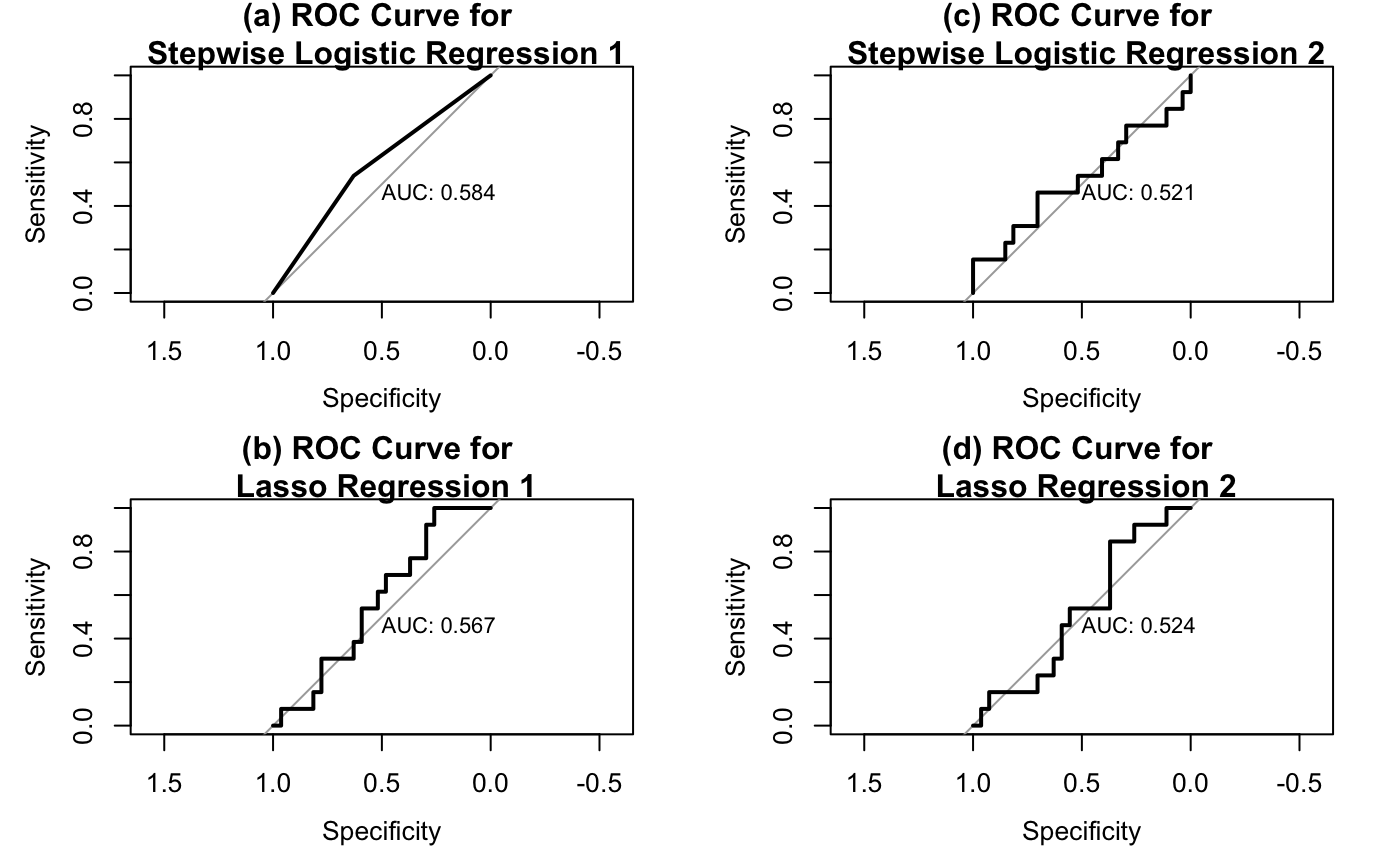 (a) ROC Curve for
Stepwise Logistic Regression 1
Sensitivity
0.8
0.4
0.0
AUC: 0.584
1.5 1.0 0.5 0.0 -0.5
Specificity
(c) ROC Curve for
Stepwise Logistic Regression 2
Sensitivity
0.8
0.4
0.0
AUC: 0.521
1.5 1.0 0.5 0.0 -0.5
Specificity
(b) ROC Curve for
Lasso Regression 1
Sensitivity
0.8
0.4
0.0
AUC: 0.567
1.5 1.0 0.5 0.0 -0.5
Specificity
(d) ROC Curve for
Lasso Regression 2
Sensitivity
0.8
0.4
0.0
AUC: 0.524
1.5 1.0 0.5 0.0 -0.5
Specificity